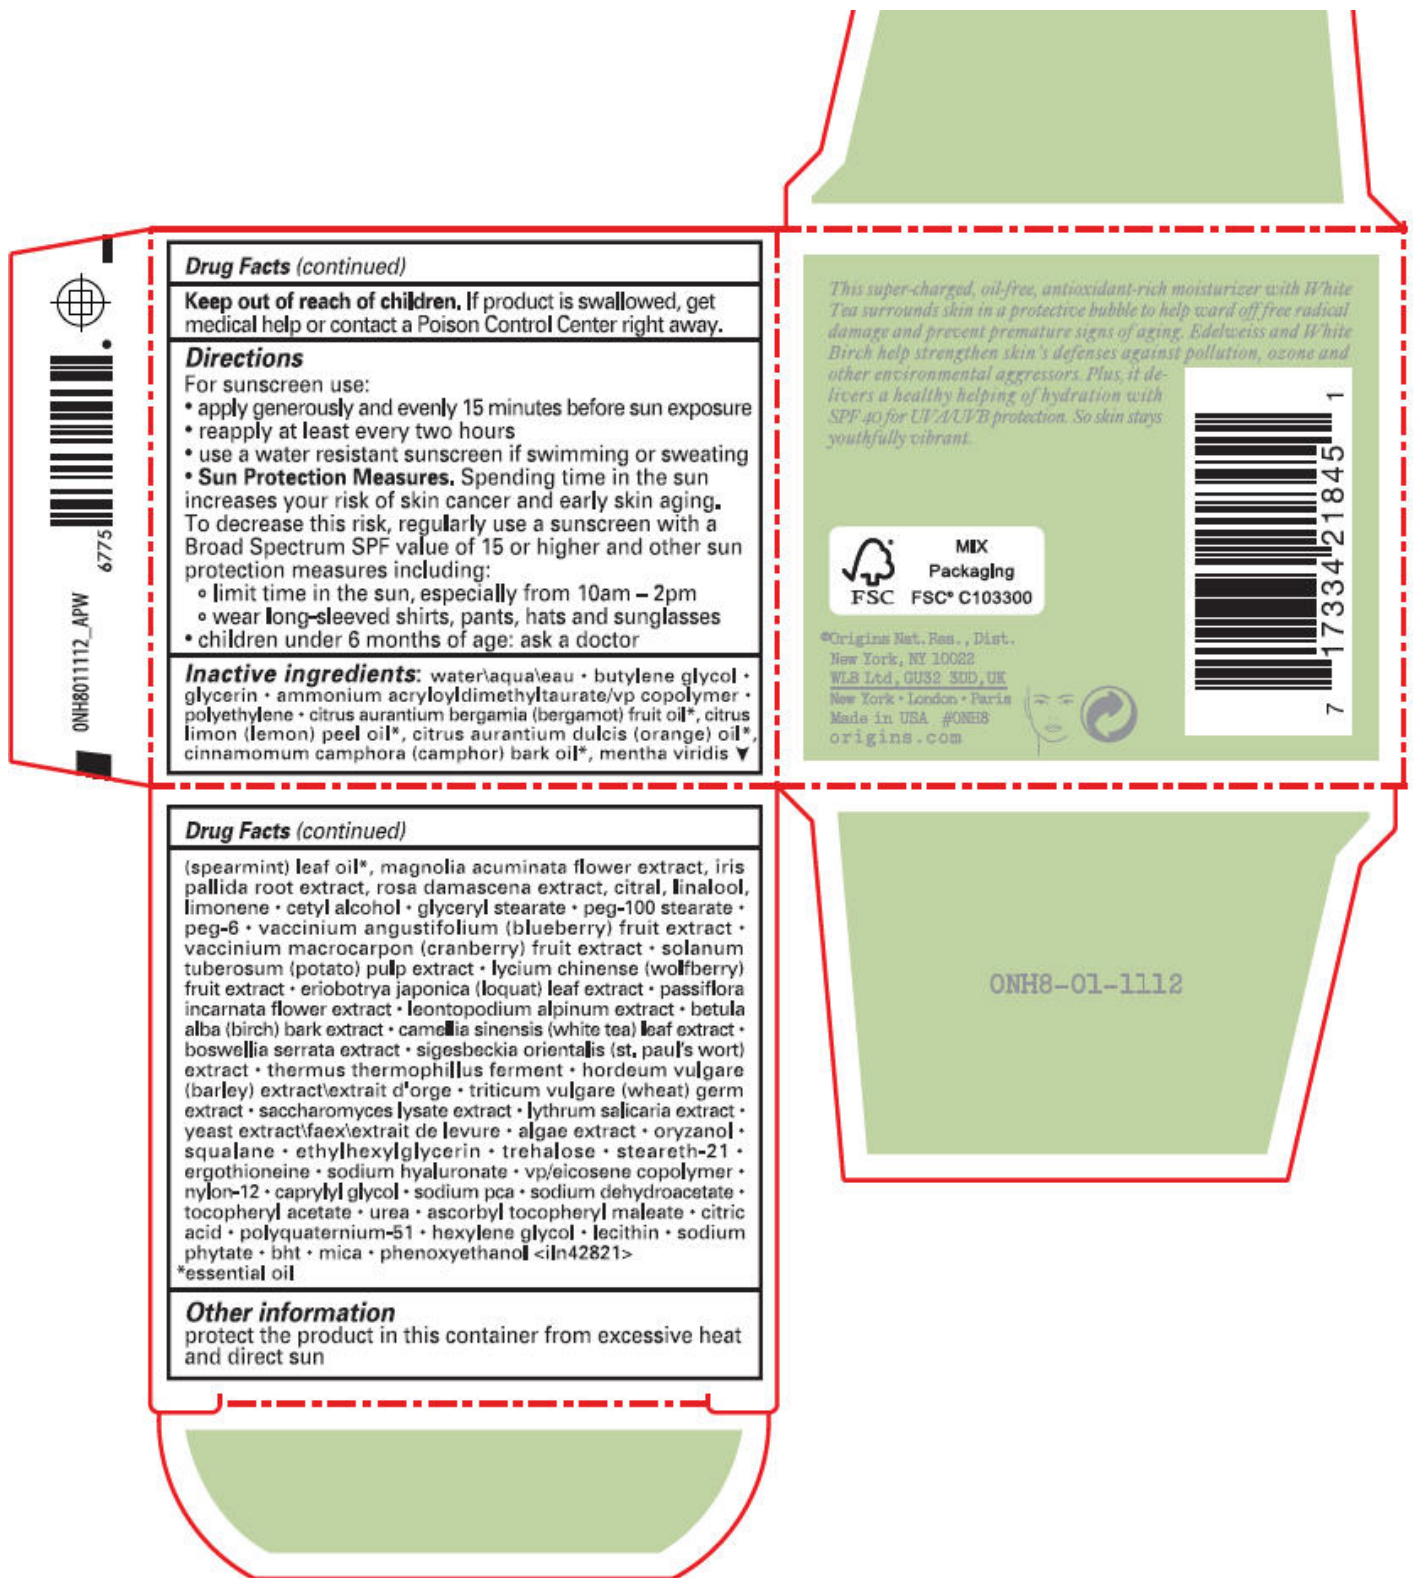 Drug Facts (continued)
Keep out of reach of children. If product is swallowed, get
medical help or contact a Poison Control Center right away.
Directions
For sunscreen use:
• apply generously and evenly 15 minutes before sun exposure
• reapply at least every two hours
• use a water resistant sunscreen if swimming or sweating
• Sun Protection Measures. Spending time in the sun
increases your risk of skin cancer and early skin aging.
To decrease this risk, regularly use a sunscreen with a
Broad Spectrum SPF value of 15 or higher and other sun
protection measures including:
∘ limit time in the sun, especially from 10am – 2pm
∘ wear long-sleeved shirts, pants, hats and sunglasses
• children under 6 months of age: ask a doctor
Inactive ingredients: water\aqua\eau • butylene glycol •
glycerin • ammonium acryloyldimethyltaurate/vp copolymer •
polyethylene • citrus aurantium bergamia (bergamot) fruit oil*, citrus
limon (lemon) peel oil*, citrus aurantium dulcis (orange) oil*,
cinnamomum camphora (camphor) bark oil*, mentha viridis ▼
6775
0NH8011112_APW
This super-charged, oil-free, antioxidant-rich moisturizer with White
Tea surrounds skin in a protective bubble to help ward off free radical
damage and prevent premature signs of aging. Edelweiss and White
Birch help strengthen skin's defenses against pollution, ozone and
other environmental aggressors. Plus, it de-
livers a healthy helping of hydration with
SPF 40 for UVA/UVB protection. So skin stays
youthfully vibrant.
7 17334 21845 1
FSC
MIX
Packaging
FSC® C103300
©Origins Nat. Res., Dist.
New York, NY 10022
WLB Ltd, GU32 3DD, UK
New York • London • Paris
Made in USA #0NH8
origins.com
Drug Facts (continued)
(spearmint) leaf oil*, magnolia acuminata flower extract, iris
pallida root extract, rosa damascena extract, citral, linalool,
limonene • cetyl alcohol • glyceryl stearate • peg-100 stearate •
peg-6 • vaccinium angustifolium (blueberry) fruit extract •
vaccinium macrocarpon (cranberry) fruit extract • solanum
tuberosum (potato) pulp extract • lycium chinense (wolfberry)
fruit extract • eriobotrya japonica (loquat) leaf extract • passiflora
incarnata flower extract • leontopodium alpinum extract • betula
alba (birch) bark extract • camellia sinensis (white tea) leaf extract •
boswellia serrata extract • sigesbeckia orientalis (st. paul's wort)
extract • thermus thermophillus ferment • hordeum vulgare
(barley) extract\extrait d'orge • triticum vulgare (wheat) germ
extract • saccharomyces lysate extract • lythrum salicaria extract •
yeast extract\faex\extrait de levure • algae extract • oryzanol •
squalane • ethylhexylglycerin • trehalose • steareth-21 •
ergothioneine • sodium hyaluronate • vp/eicosene copolymer •
nylon-12 • caprylyl glycol • sodium pca • sodium dehydroacetate •
tocopheryl acetate • urea • ascorbyl tocopheryl maleate • citric
acid • polyquaternium-51 • hexylene glycol • lecithin • sodium
phytate • bht • mica • phenoxyethanol <iln42821>
*essential oil
Other information
protect the product in this container from excessive heat
and direct sun
0NH8-01-1112